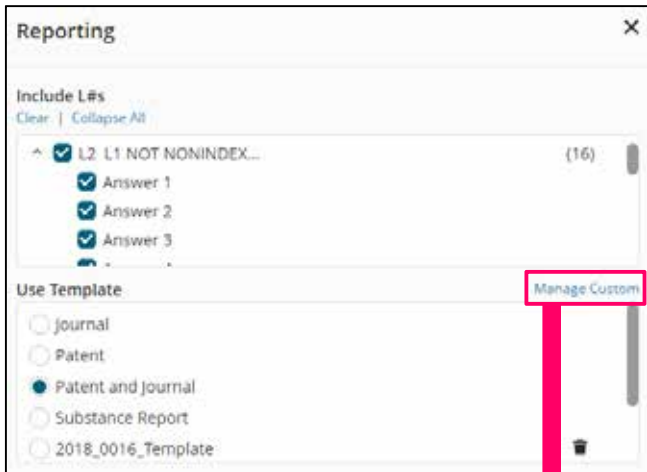 Reporting
Include L#s
Clear | Collapse All
L2 L1 NOT NONINDEX... (16)
Answer 1
Answer 2
Answer 3
Use Template Manage Custom
Journal
Patent
Patent and Journal
Substance Report
2018_0016_Template